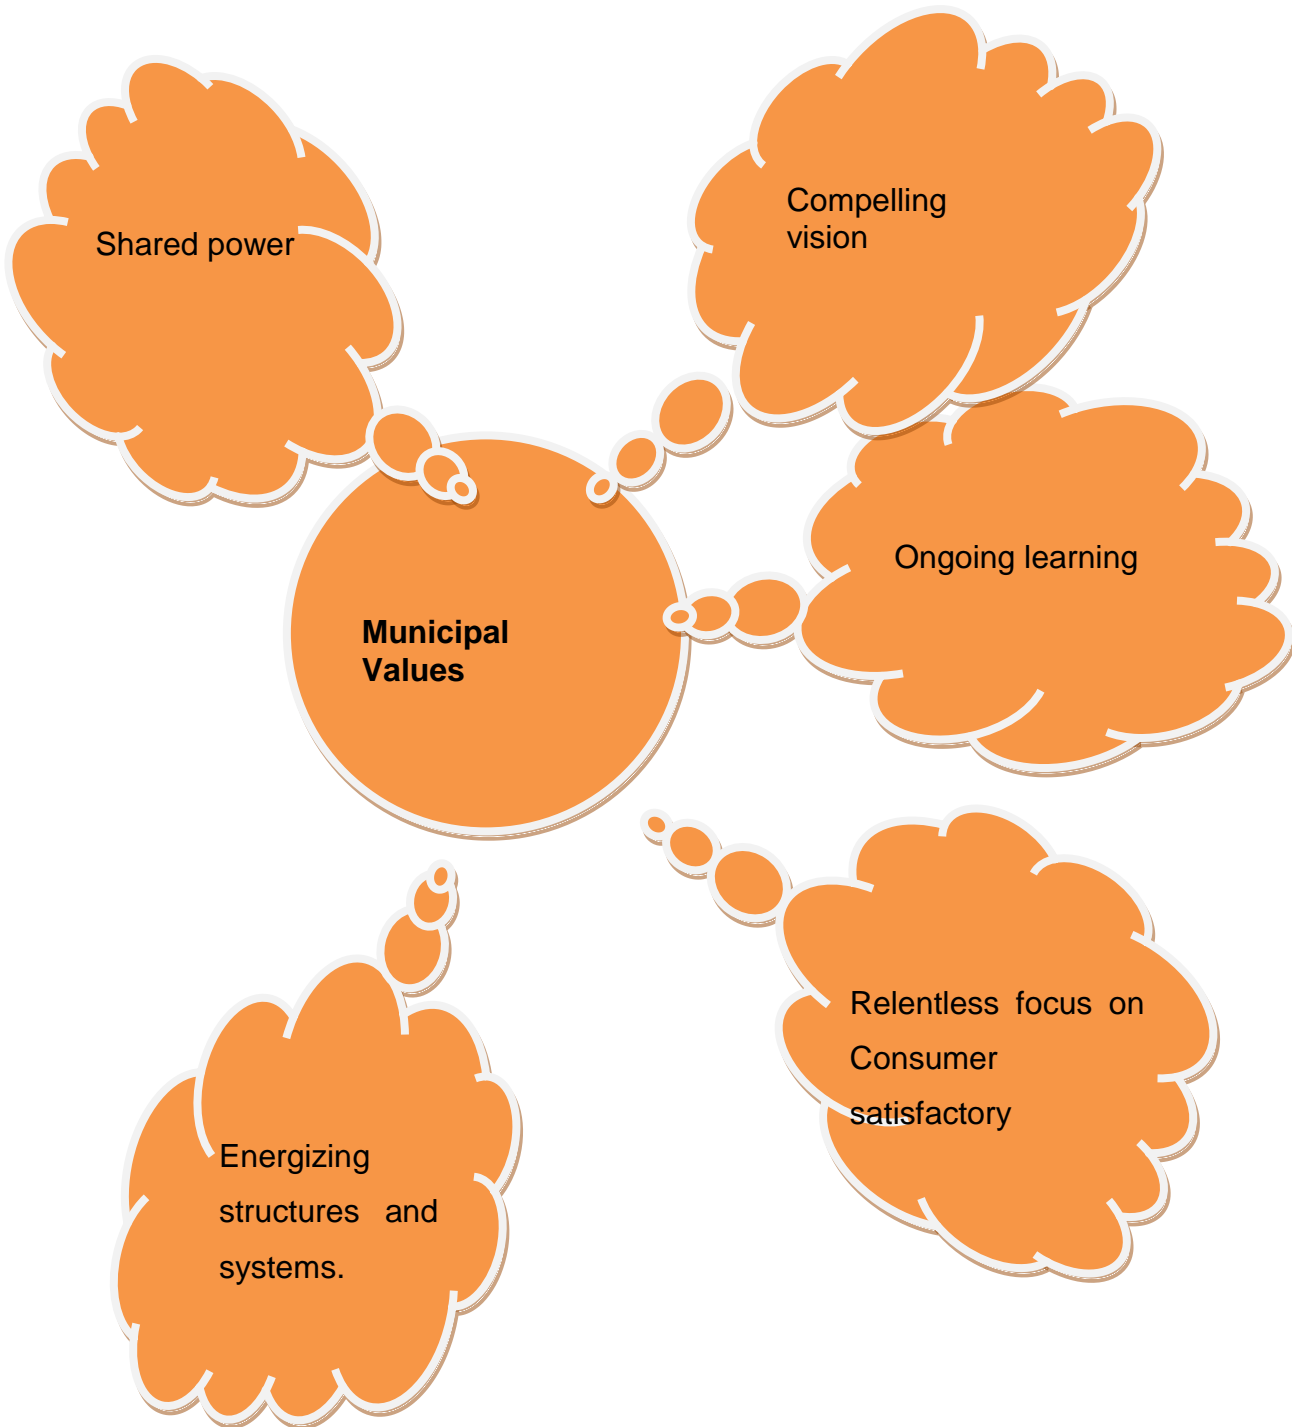 Shared power
Compelling
vision
Ongoing learning
Municipal
Values
Relentless focus on
Consumer
satisfactory
Energizing
structures and
systems.